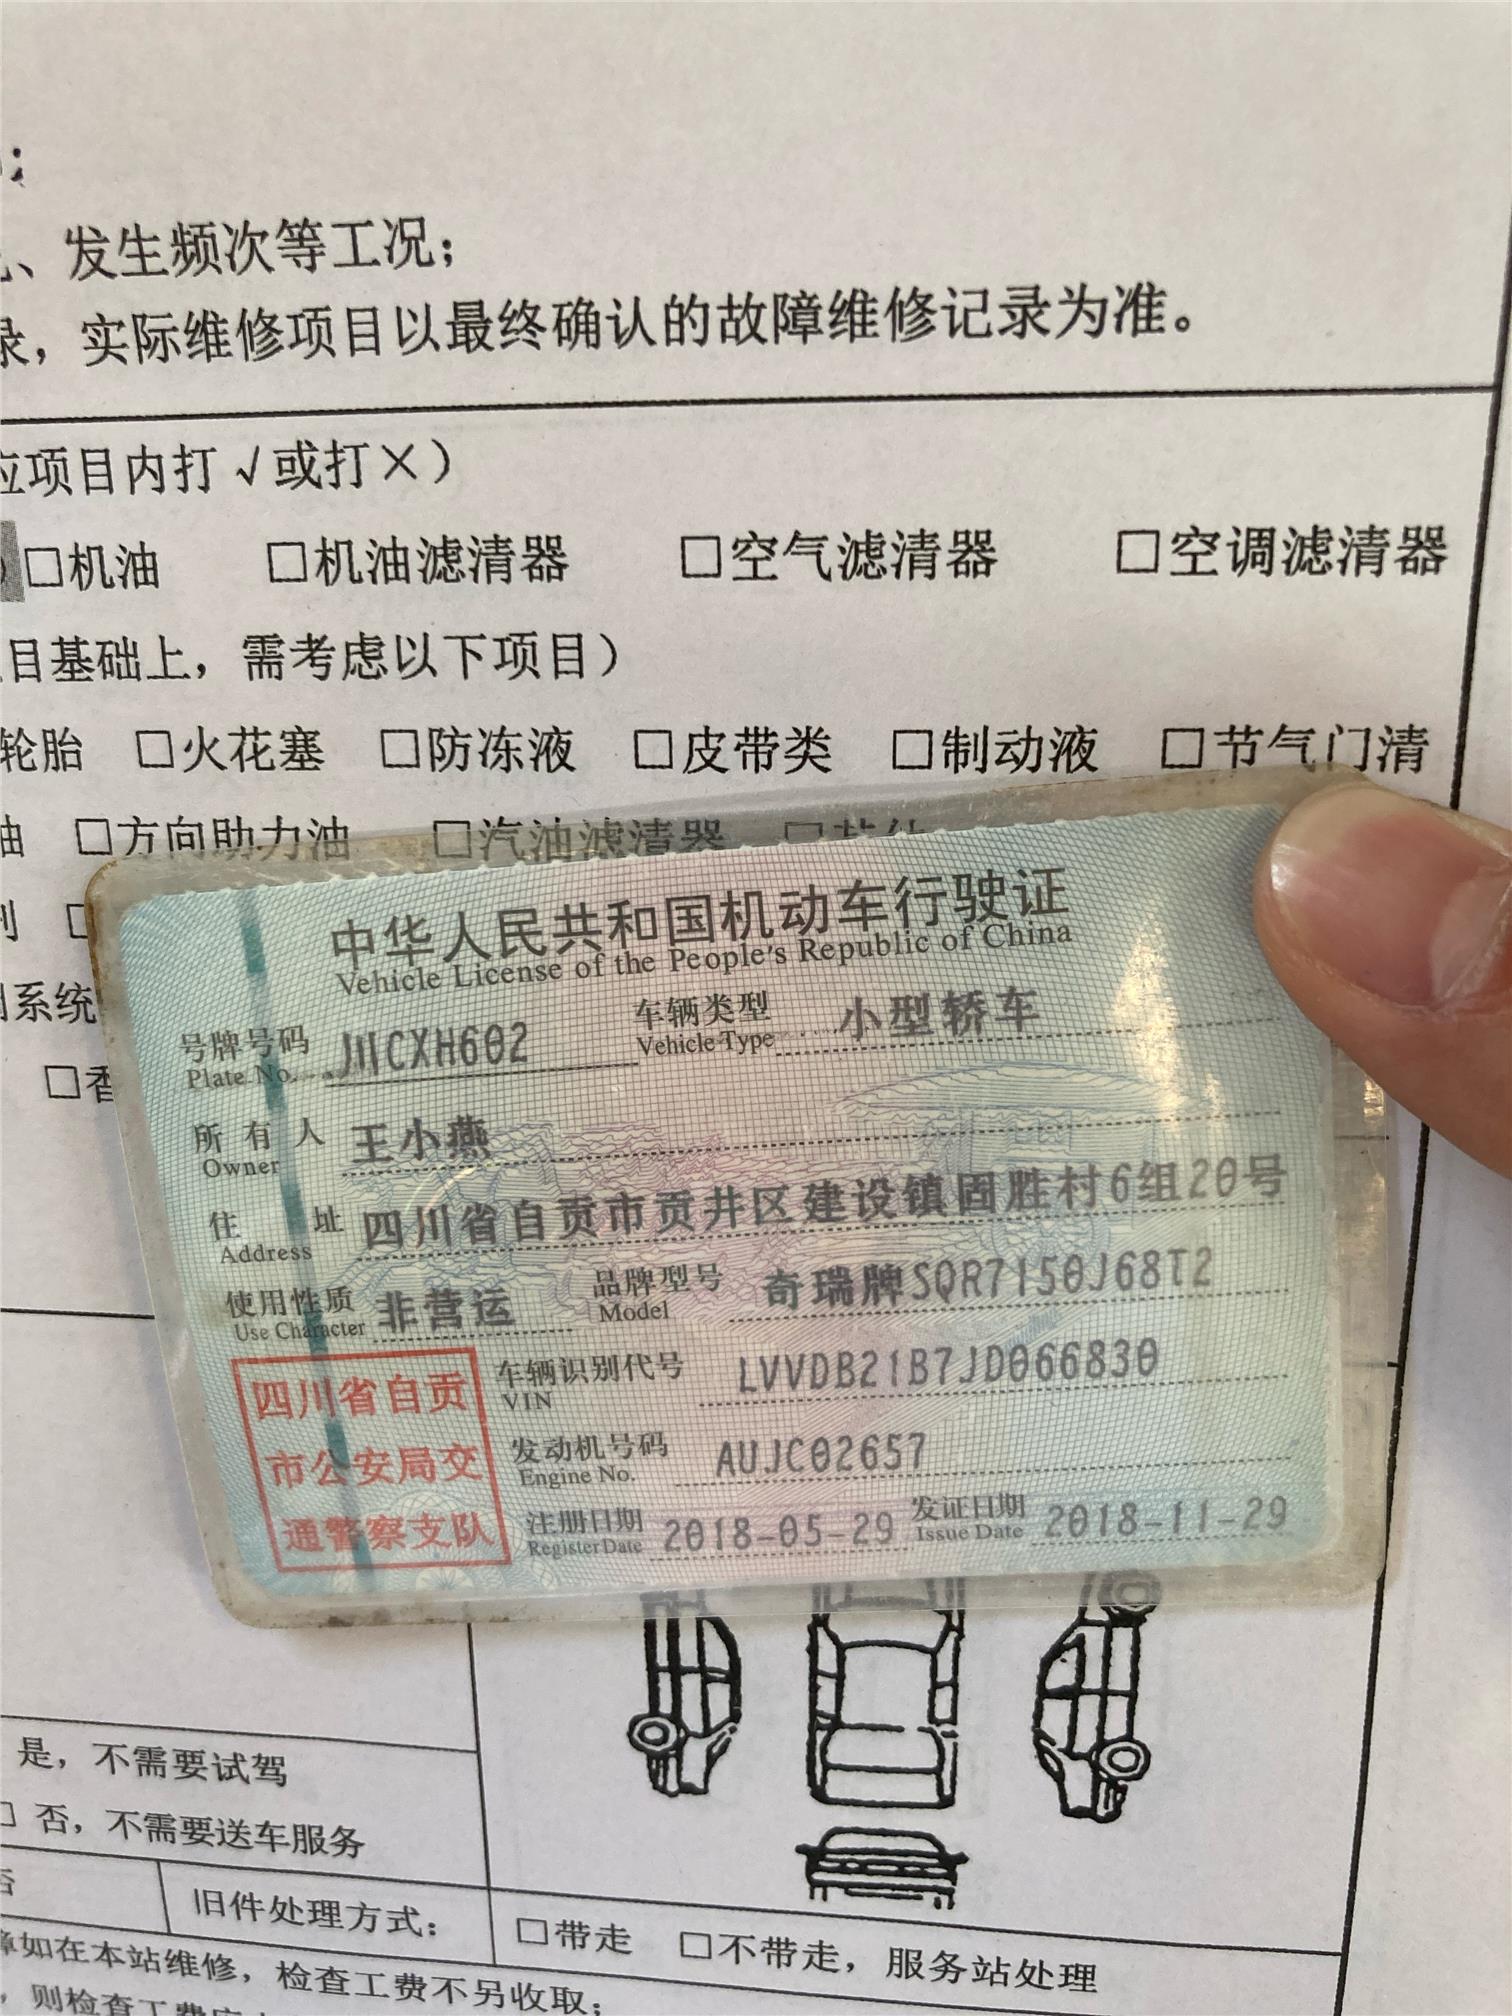 、发生频次等工况；
录，实际维修项目以最终确认的故障维修记录为准。
应项目内打√或打×）
□机油 □机油滤清器 □空气滤清器 □空调滤清器
目基础上，需考虑以下项目）
轮胎 □火花塞 □防冻液 □皮带类 □制动液 □节气门清
油 □方向助力油 □汽油滤清器 □其他
系统
□香
中华人民共和国机动车行驶证
Vehicle License of the People's Republic of China
号牌号码 川CXH602 车辆类型 小型轿车
Plate No. Vehicle Type
所有人 王小燕
Owner
住址 四川省自贡市贡井区建设镇固胜村6组20号
Address
使用性质 非营运 品牌型号 奇瑞牌SQR7150J68T2
Use Character Model
四川省自贡
市公安局交
通警察支队
车辆识别代号 LVVDB21B7JD066830
VIN
发动机号码 AUJC02657
Engine No.
注册日期 2018-05-29 发证日期 2018-11-29
Register Date Issue Date
是，不需要试驾
□ 否，不需要送车服务
否
旧件处理方式： □带走 □不带走，服务站处理
障如在本站维修，检查工费不另收取；
，则检查工费